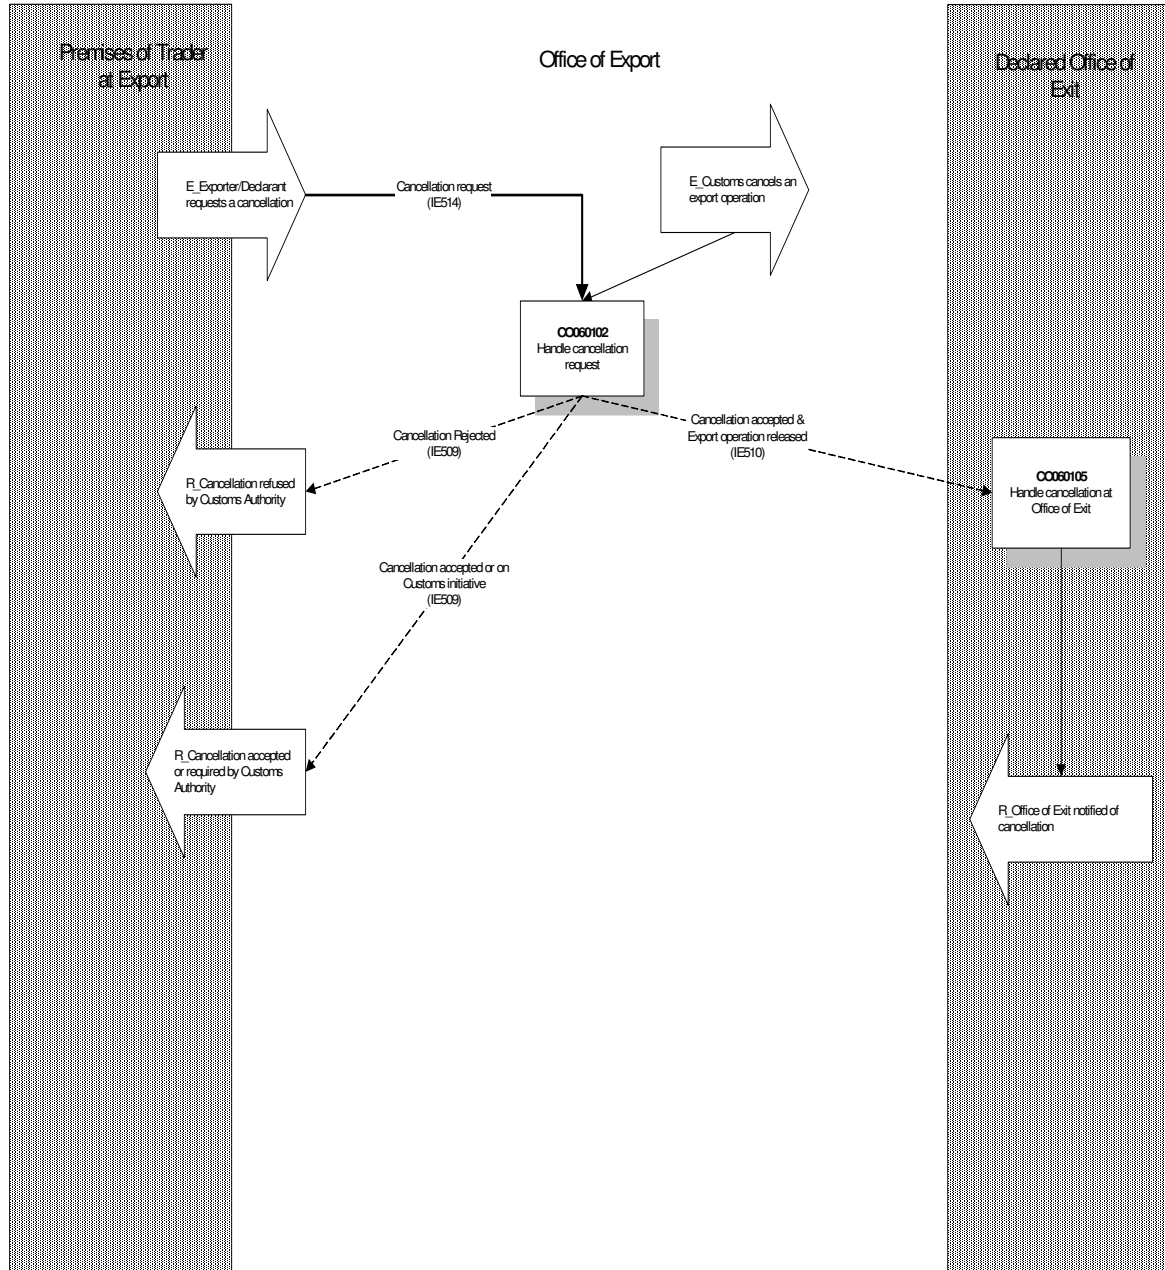 Premises of Trader
at Export
Office of Export
Declared Office of
Exit
E_Exporter/Declarant
requests a cancellation
Cancellation request
(IE514)
E_Customs cancels an
export operation
CO060102
Handle cancellation
request
Cancellation Rejected
(IE509)
Cancellation accepted &
Export operation released
(IE510)
R_Cancellation refused
by Customs Authority
CO060105
Handle cancellation at
Office of Exit
Cancellation accepted or on
Customs initiative
(IE509)
R_Cancellation accepted
or required by Customs
Authority
R_Office of Exit notified of
cancellation